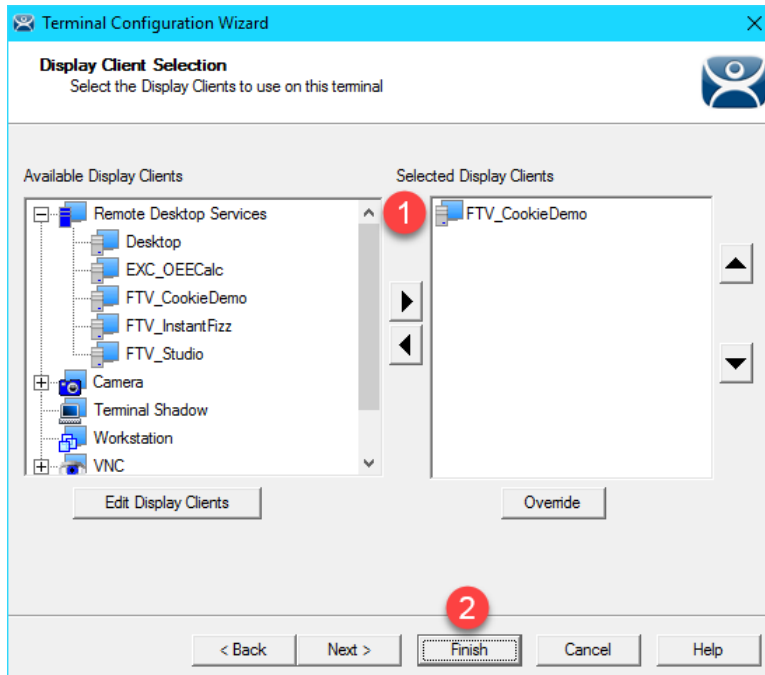 Terminal Configuration Wizard
Display Client Selection
Select the Display Clients to use on this terminal
Available Display Clients
Selected Display Clients
Remote Desktop Services
Desktop
EXC_OEECalc
FTV_CookieDemo
FTV_InstantFizz
FTV_Studio
Camera
Terminal Shadow
Workstation
VNC
1
FTV_CookieDemo
Edit Display Clients
Override
2
< Back
Next >
Finish
Cancel
Help